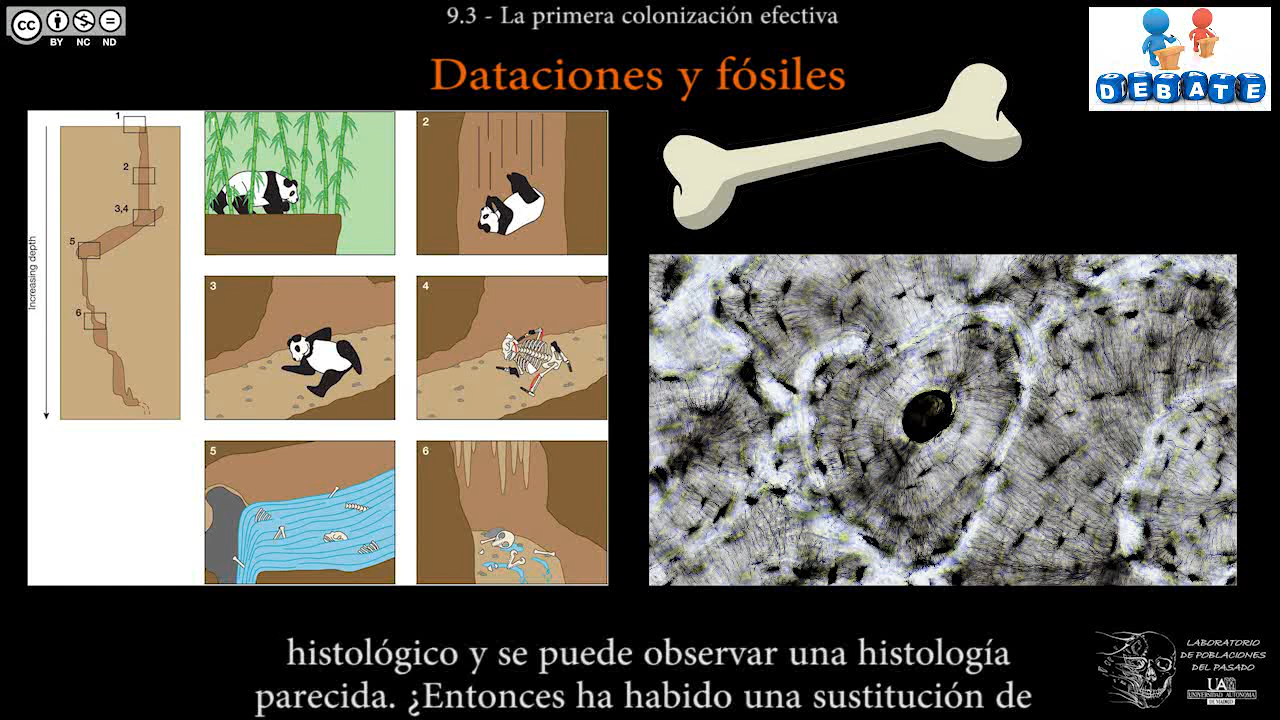 9.3 - La primera colonización efectiva
CC
BY NC ND
DEBATE
Dataciones y fósiles
Increasing depth
1
2
3,4
5
6
2
3
4
5
6
histológico y se puede observar una histología
parecida. ¿Entonces ha habido una sustitución de
LABORATORIO
DE POBLACIONES
DEL PASADO
UAM
UNIVERSIDAD AUTONOMA
DE MADRID